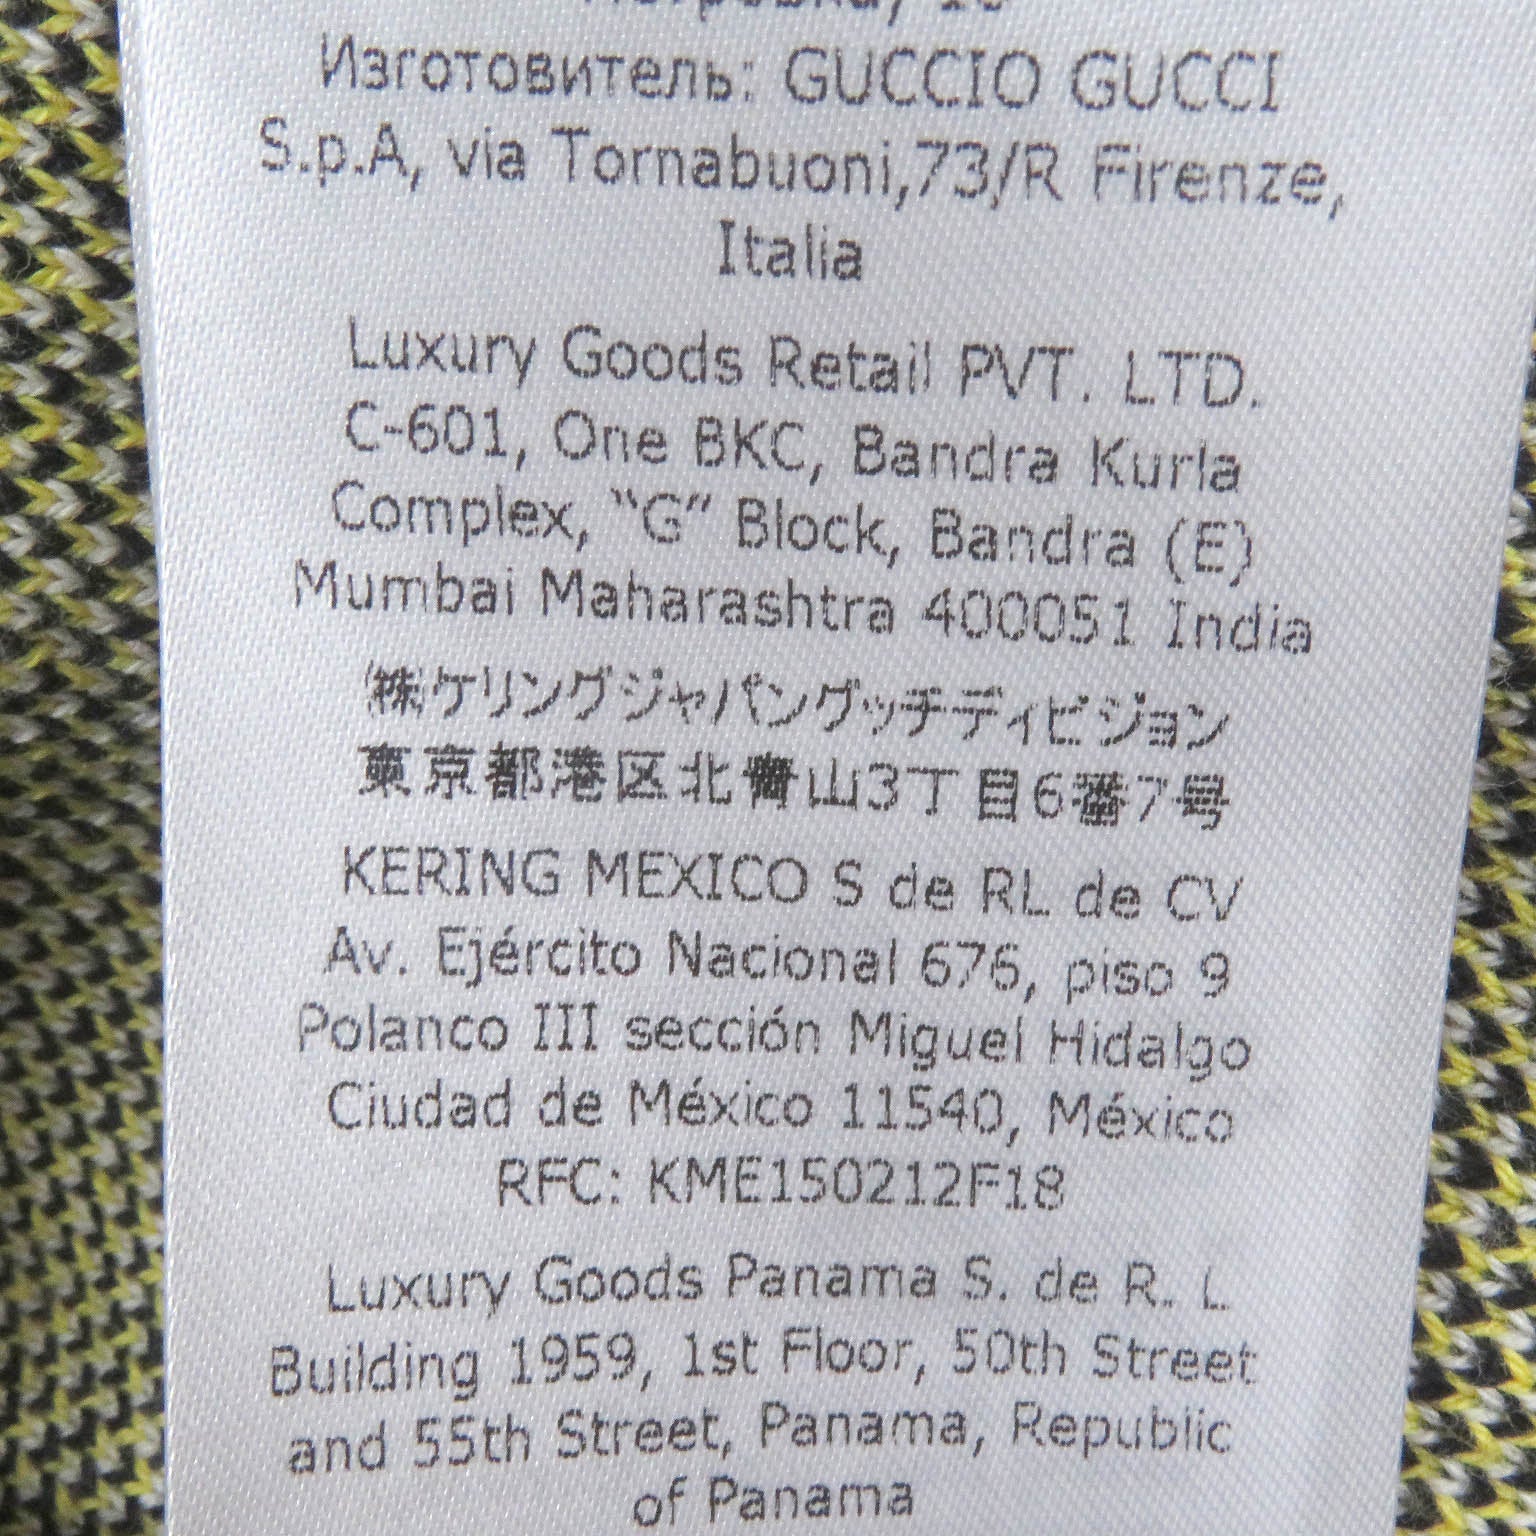 Изготовитель: GUCCIO GUCCI
S.p.A, via Tornabuoni,73/R Firenze,
Italia
Luxury Goods Retail PVT. LTD.
C-601, One BKC, Bandra Kurla
Complex, “G” Block, Bandra (E)
Mumbai Maharashtra 400051 India
(株)ケリングジャパングッチディビジョン
東京都港区北青山3丁目6番7号
KERING MEXICO S de RL de CV
Av. Ejército Nacional 676, piso 9
Polanco III sección Miguel Hidalgo
Ciudad de México 11540, México
RFC: KME150212F18
Luxury Goods Panama S. de R. L
Building 1959, 1st Floor, 50th Street
and 55th Street, Panama, Republic
of Panama